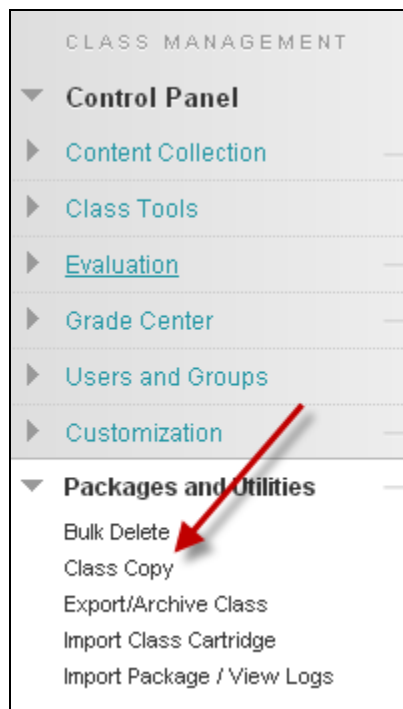 CLASS MANAGEMENT
Control Panel
Content Collection
Class Tools
Evaluation
Grade Center
Users and Groups
Customization
Packages and Utilities
Bulk Delete
Class Copy
Export/Archive Class
Import Class Cartridge
Import Package / View Logs